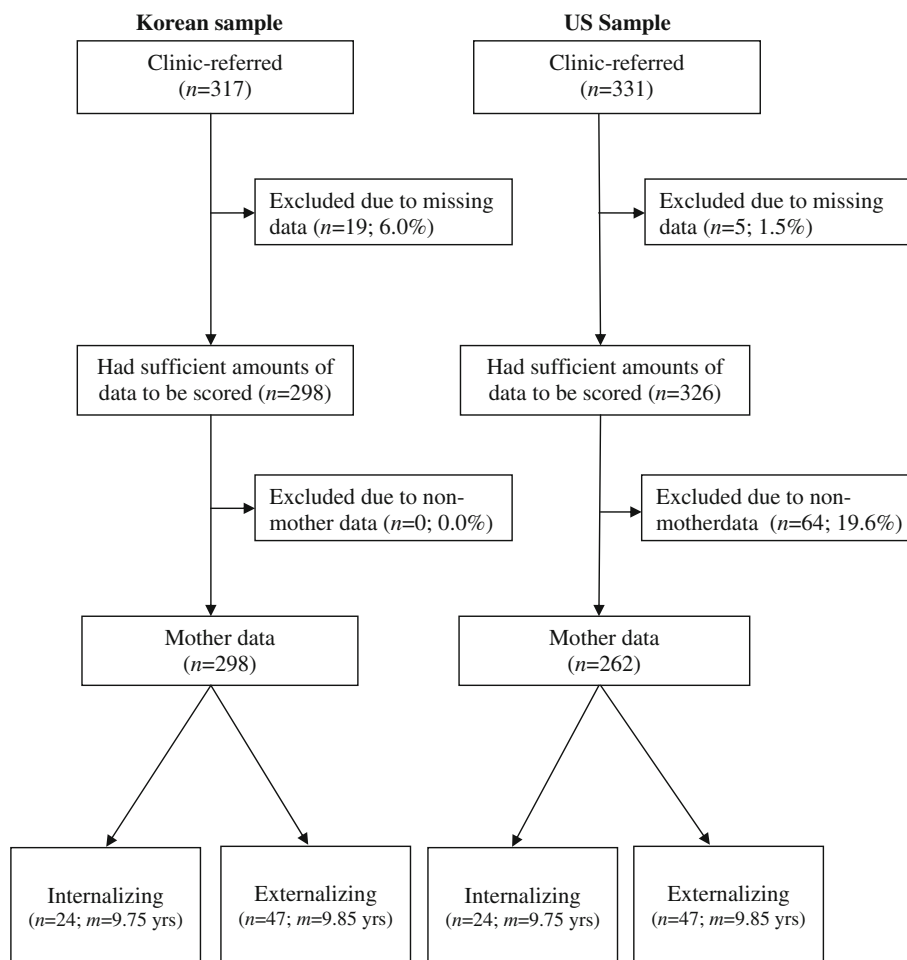 Korean sample
Clinic-referred
(n=317)
Excluded due to missing
data (n=19; 6.0%)
Had sufficient amounts of
data to be scored (n=298)
Excluded due to non-
mother data (n=0; 0.0%)
Mother data
(n=298)
Internalizing
(n=24; m=9.75 yrs)
Externalizing
(n=47; m=9.85 yrs)
US Sample
Clinic-referred
(n=331)
Excluded due to missing
data (n=5; 1.5%)
Had sufficient amounts of
data to be scored (n=326)
Excluded due to non-
motherdata (n=64; 19.6%)
Mother data
(n=262)
Internalizing
(n=24; m=9.75 yrs)
Externalizing
(n=47; m=9.85 yrs)